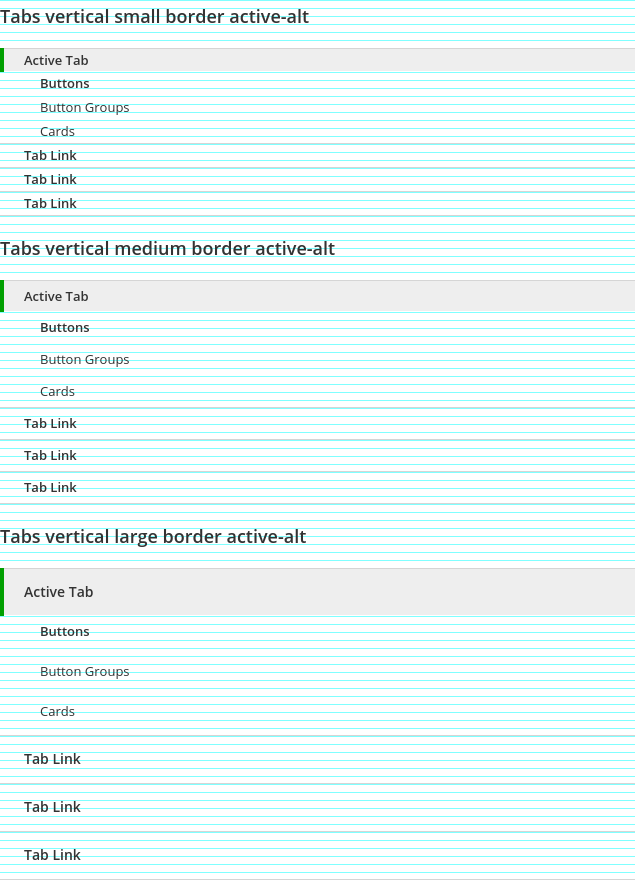 Tabs vertical small border active-alt
Active Tab
Buttons
Button Groups
Cards
Tab Link
Tab Link
Tab Link
Tabs vertical medium border active-alt
Active Tab
Buttons
Button Groups
Cards
Tab Link
Tab Link
Tab Link
Tabs vertical large border active-alt
Active Tab
Buttons
Button Groups
Cards
Tab Link
Tab Link
Tab Link